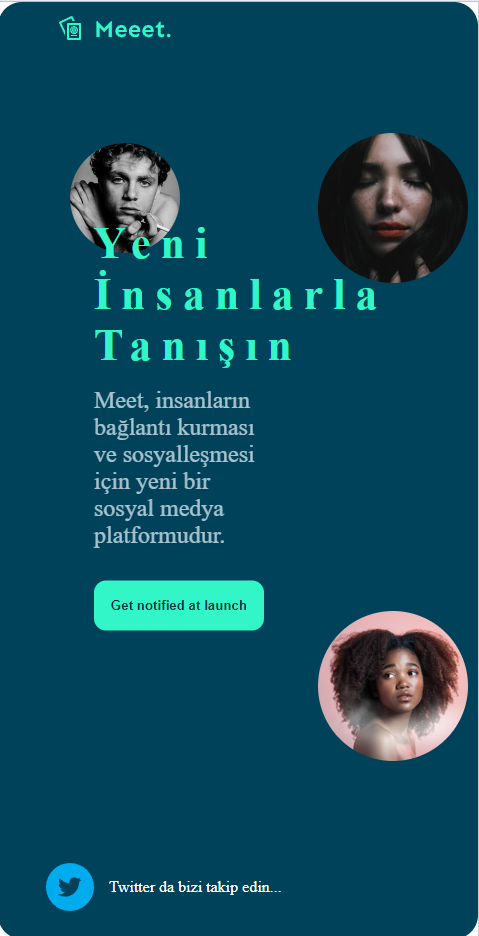 Meeet.
Yeni
İnsanlarla
Tanışın
Meet, insanların
bağlantı kurması
ve sosyalleşmesi
için yeni bir
sosyal medya
platformudur.
Get notified at launch
Twitter da bizi takip edin...